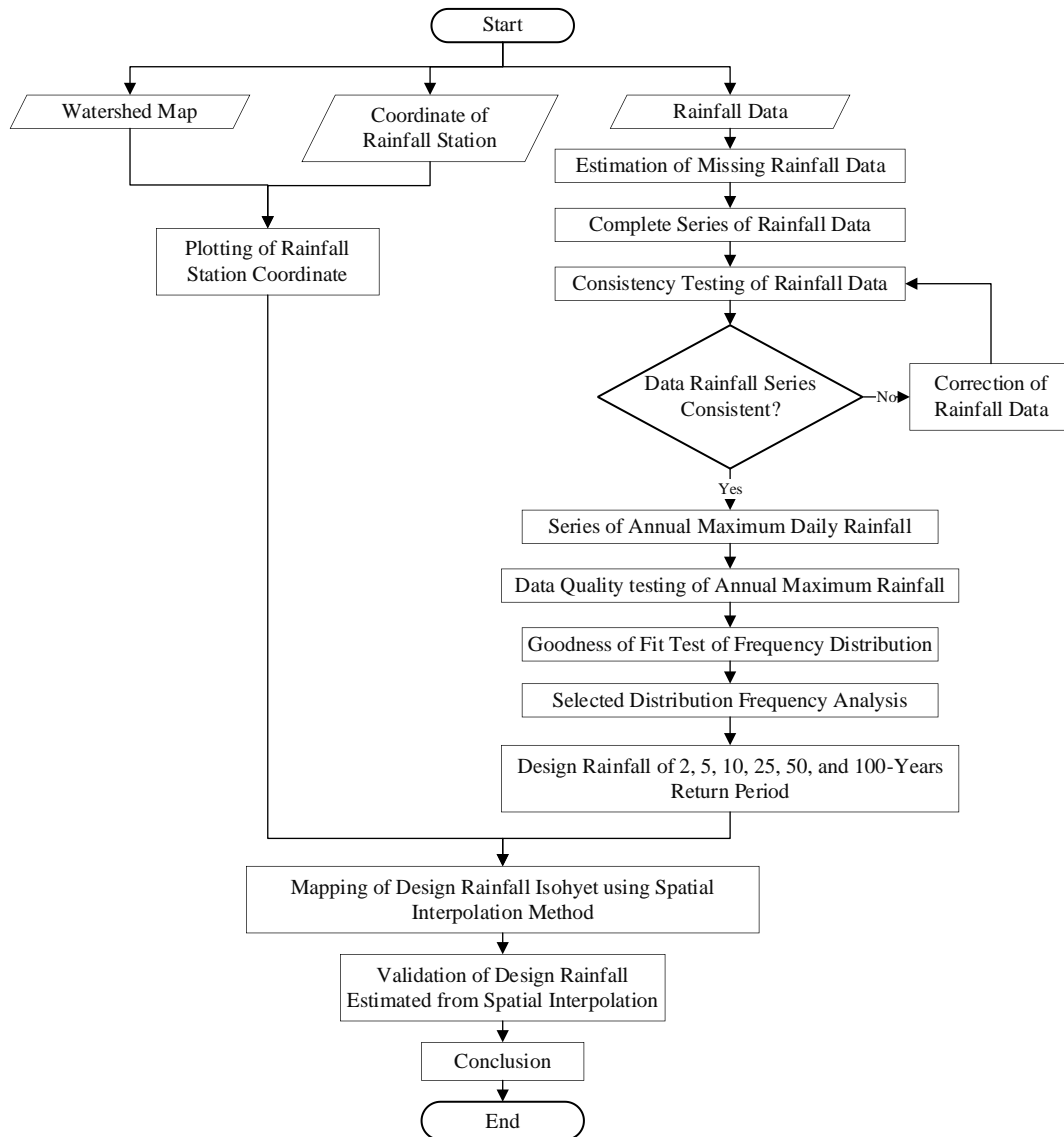 Start
Watershed Map
Coordinate of
Rainfall Station
Rainfall Data
Estimation of Missing Rainfall Data
Complete Series of Rainfall Data
Plotting of Rainfall
Station Coordinate
Consistency Testing of Rainfall Data
Data Rainfall Series
Consistent?
No
Correction of
Rainfall Data
Yes
Series of Annual Maximum Daily Rainfall
Data Quality testing of Annual Maximum Rainfall
Goodness of Fit Test of Frequency Distribution
Selected Distribution Frequency Analysis
Design Rainfall of 2, 5, 10, 25, 50, and 100-Years
Return Period
Mapping of Design Rainfall Isohyet using Spatial
Interpolation Method
Validation of Design Rainfall
Estimated from Spatial Interpolation
Conclusion
End